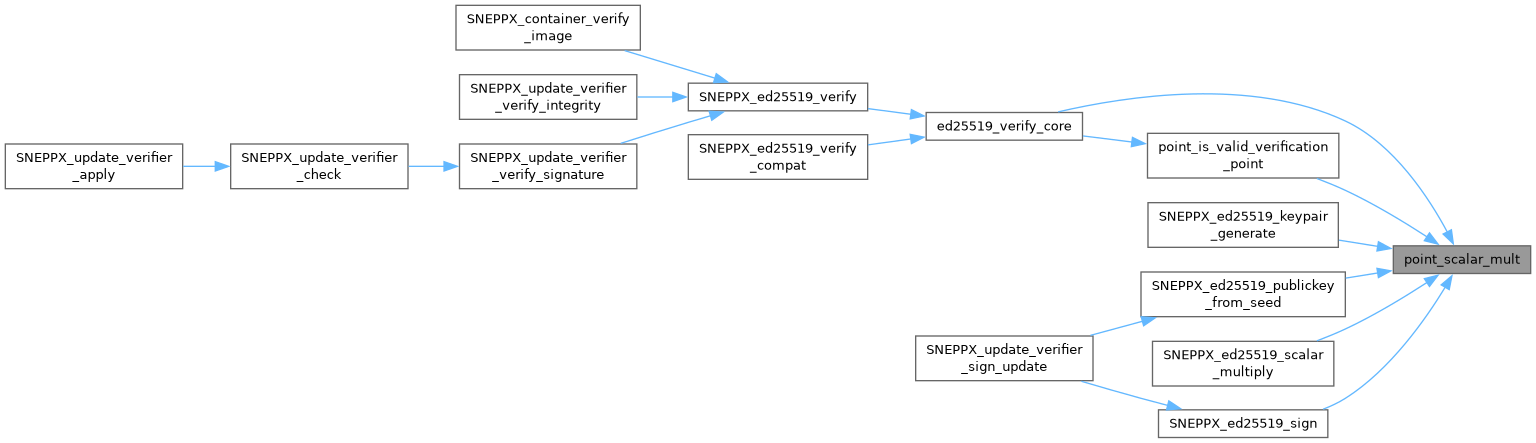 SNEPPX_container_verify
_image
SNEPPX_update_verifier
_verify_integrity
SNEPPX_ed25519_verify
ed25519_verify_core
SNEPPX_ed25519_verify
_compat
point_is_valid_verification
_point
SNEPPX_update_verifier
_apply
SNEPPX_update_verifier
_check
SNEPPX_update_verifier
_verify_signature
SNEPPX_ed25519_keypair
_generate
point_scalar_mult
SNEPPX_ed25519_publickey
_from_seed
SNEPPX_update_verifier
_sign_update
SNEPPX_ed25519_scalar
_multiply
SNEPPX_ed25519_sign